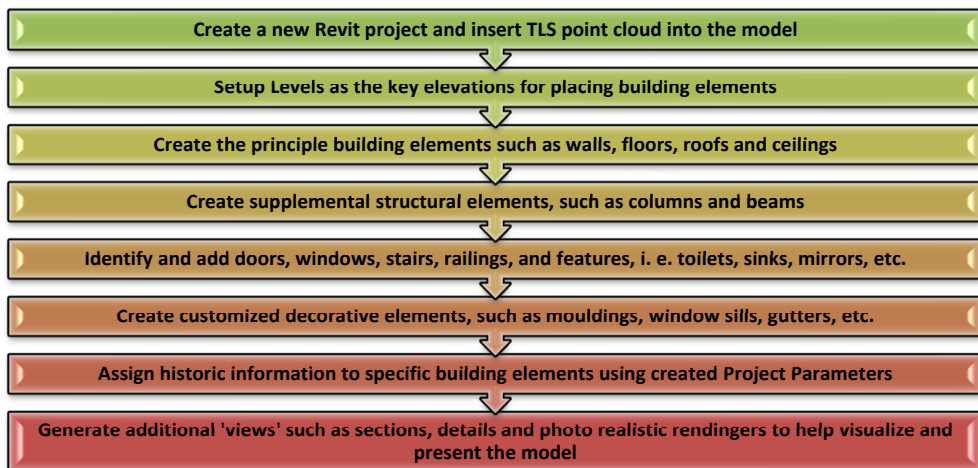 Create a new Revit project and insert TLS point cloud into the model
Setup Levels as the key elevations for placing building elements
Create the principle building elements such as walls, floors, roofs and ceilings
Create supplemental structural elements, such as columns and beams
Identify and add doors, windows, stairs, railings, and features, i. e. toilets, sinks, mirrors, etc.
Create customized decorative elements, such as mouldings, window sills, gutters, etc.
Assign historic information to specific building elements using created Project Parameters
Generate additional 'views' such as sections, details and photo realistic rendingers to help visualize and
present the model